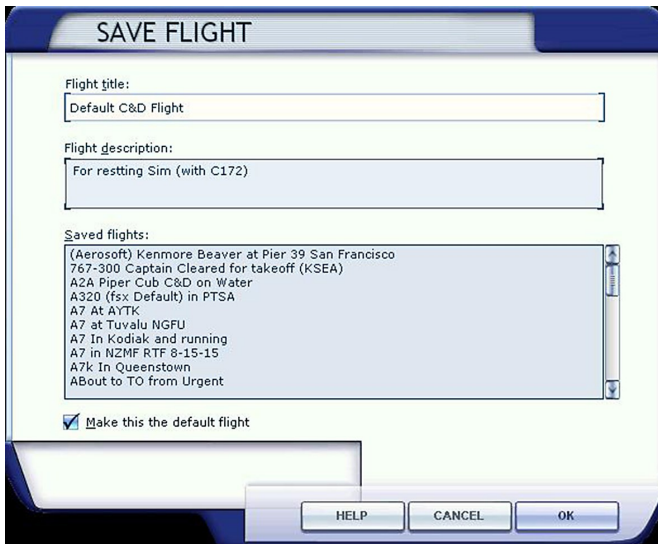 SAVE FLIGHT
Flight title:
Default C&D Flight
Flight description:
For restting Sim (with C172)
Saved flights:
(Aerosoft) Kenmore Beaver at Pier 39 San Francisco
767-300 Captain Cleared for takeoff (KSEA)
A2A Piper Cub C&D on Water
A320 (fsx Default) in PTSA
A7 At AYTK
A7 at Tuvalu NGFU
A7 In Kodiak and running
A7 in NZMF RTF 8-15-15
A7k In Queenstown
ABout to TO from Urgent
Make this the default flight
HELP CANCEL OK